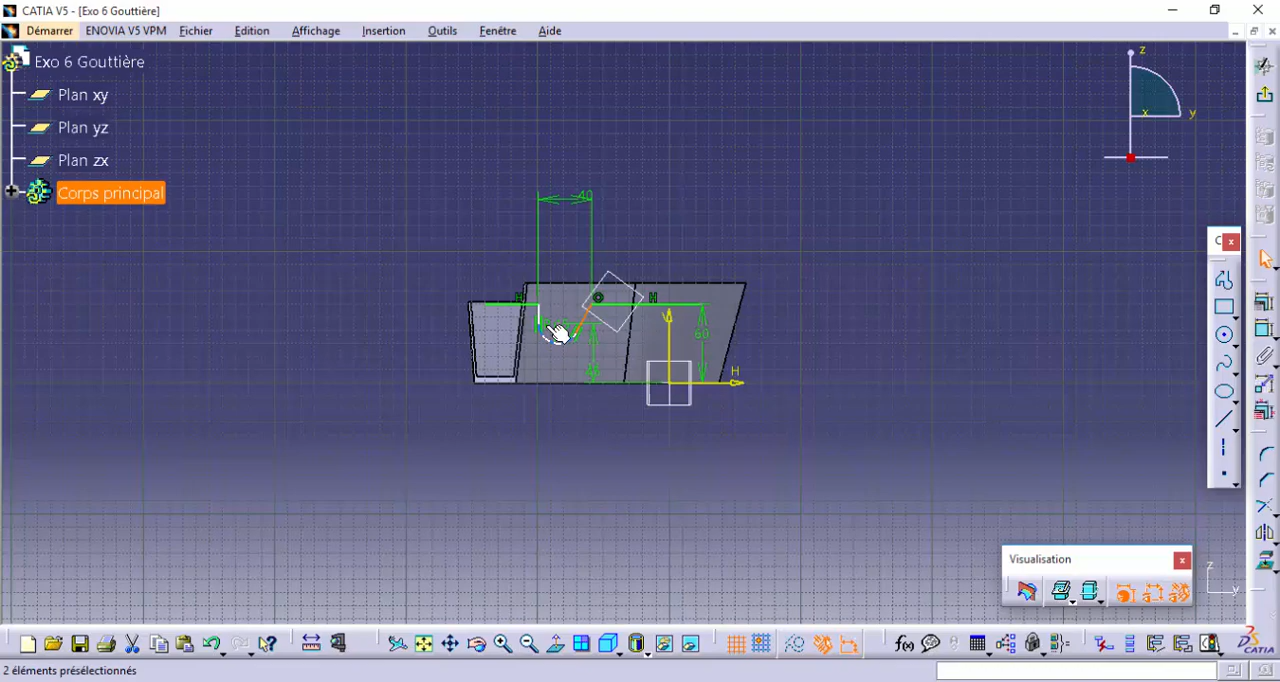 CATIA V5 - [Exo 6 Gouttière]
Démarrer ENOVIA V5 VPM Fichier Edition Affichage Insertion Outils Fenêtre Aide
Exo 6 Gouttière
Plan xy
Plan yz
Plan zx
Corps principal
z
x
y
40
H
H
60
V
H
C
Visualisation
z
y
f(x)
CATIA
2 éléments présélectionnés